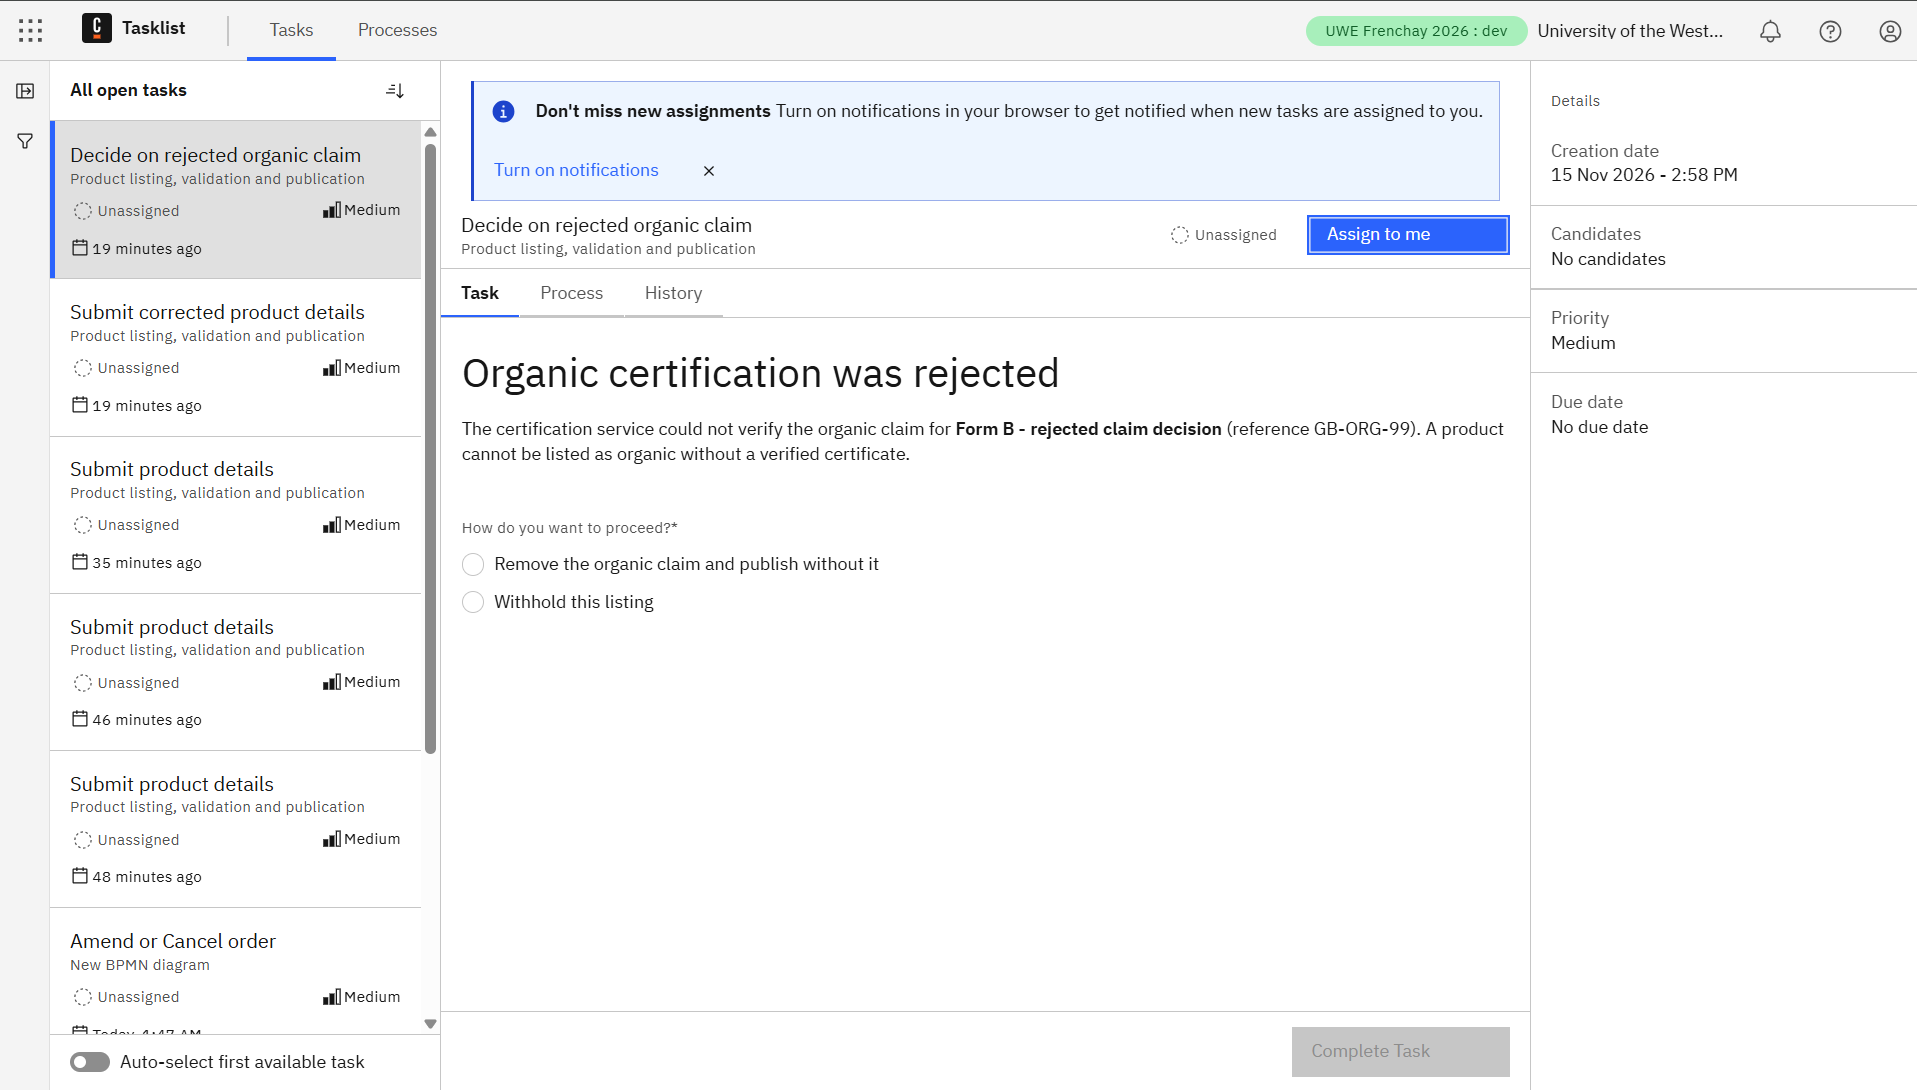 Tasklist
Tasks
Processes
UWE Frenchay 2026 : dev
University of the West...
All open tasks
Decide on rejected organic claim
Product listing, validation and publication
Unassigned
Medium
19 minutes ago
Submit corrected product details
Product listing, validation and publication
Unassigned
Medium
19 minutes ago
Submit product details
Product listing, validation and publication
Unassigned
Medium
35 minutes ago
Submit product details
Product listing, validation and publication
Unassigned
Medium
46 minutes ago
Submit product details
Product listing, validation and publication
Unassigned
Medium
48 minutes ago
Amend or Cancel order
New BPMN diagram
Unassigned
Medium
Today, 1:47 AM
Auto-select first available task
Don't miss new assignments Turn on notifications in your browser to get notified when new tasks are assigned to you.
Turn on notifications
Decide on rejected organic claim
Product listing, validation and publication
Unassigned
Assign to me
Task
Process
History
Organic certification was rejected
The certification service could not verify the organic claim for Form B - rejected claim decision (reference GB-ORG-99). A product
cannot be listed as organic without a verified certificate.
How do you want to proceed?*
Remove the organic claim and publish without it
Withhold this listing
Complete Task
Details
Creation date
15 Nov 2026 - 2:58 PM
Candidates
No candidates
Priority
Medium
Due date
No due date